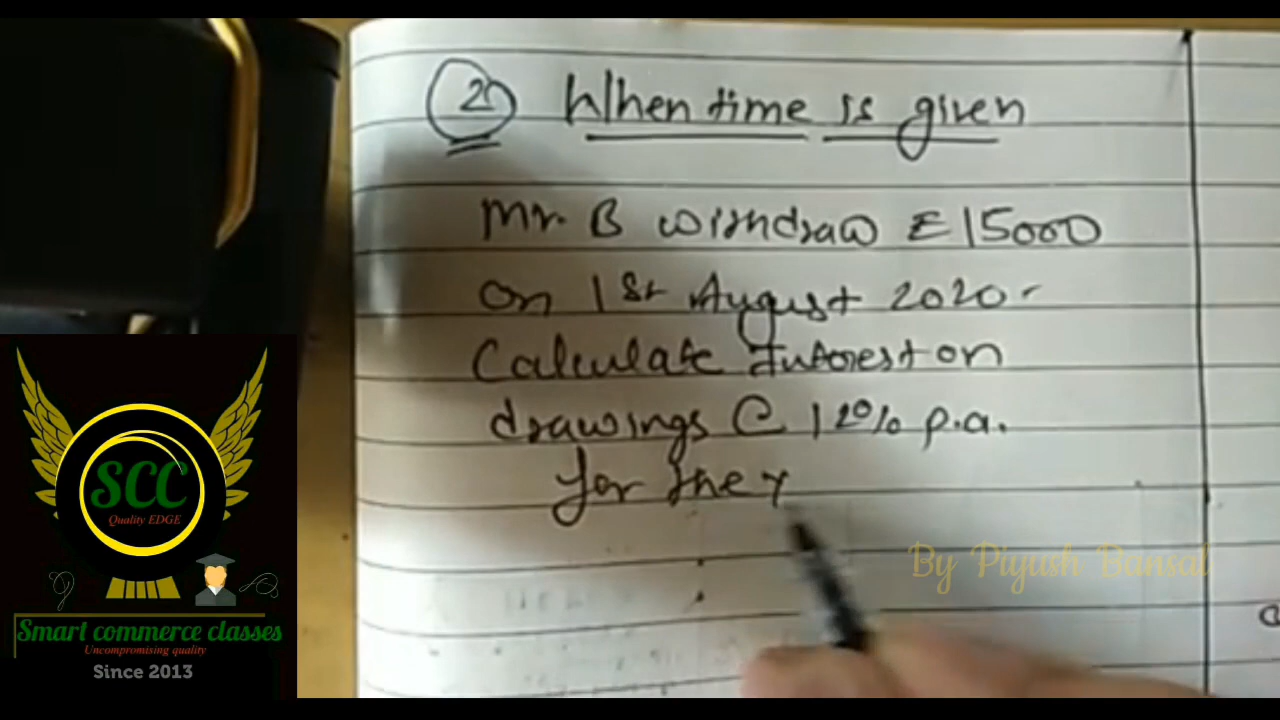 2 When time is given
Mr. B withdraw ₹15000
on 1st August 2020.
Calculate Interest on
drawings @ 12% p.a.
for the y
By Piyush Bansal
SCC
Quality EDGE
Smart commerce classes
Uncompromising quality
Since 2013